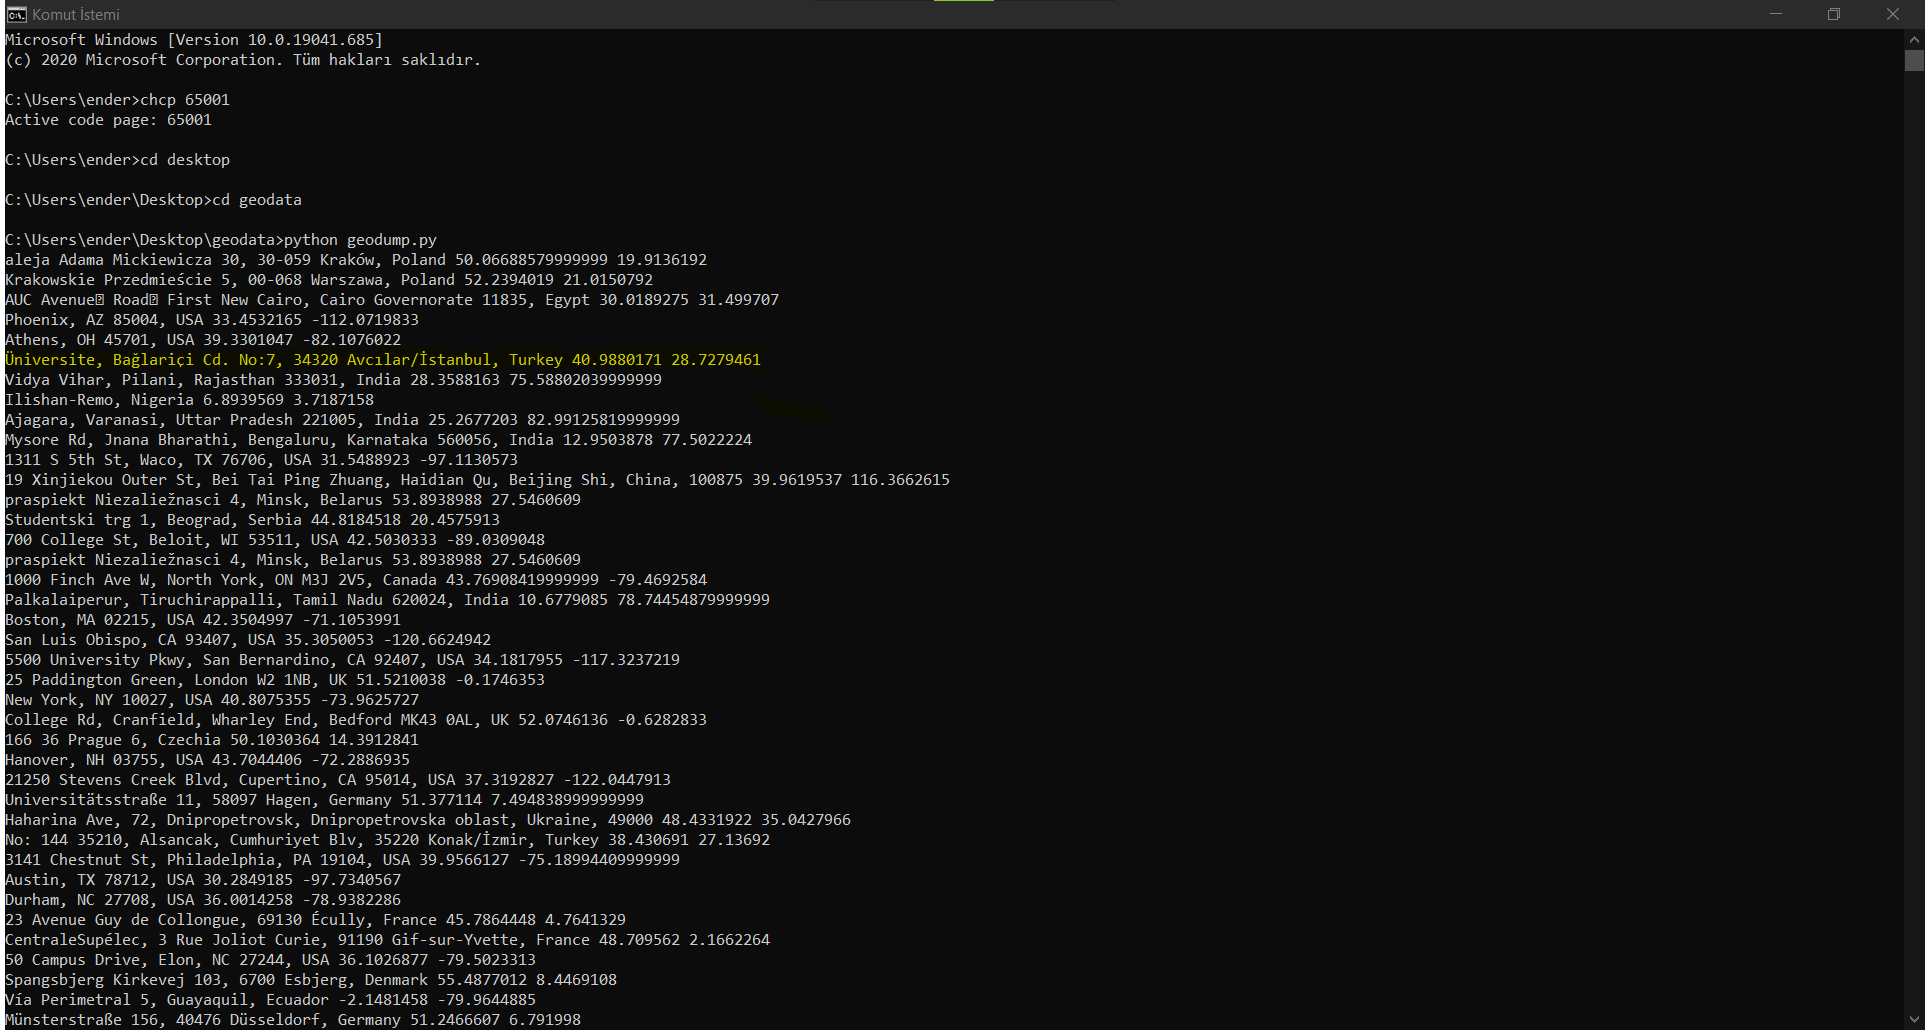 Komut İstemi
Microsoft Windows [Version 10.0.19041.685]
(c) 2020 Microsoft Corporation. Tüm hakları saklıdır.
C:\Users\ender>chcp 65001
Active code page: 65001
C:\Users\ender>cd desktop
C:\Users\ender\Desktop>cd geodata
C:\Users\ender\Desktop\geodata>python geodump.py
aleja Adama Mickiewicza 30, 30-059 Kraków, Poland 50.06688579999999 19.9136192
Krakowskie Przedmieście 5, 00-068 Warszawa, Poland 52.2394019 21.0150792
AUC Avenue� Road� First New Cairo, Cairo Governorate 11835, Egypt 30.0189275 31.499707
Phoenix, AZ 85004, USA 33.4532165 -112.0719833
Athens, OH 45701, USA 39.3301047 -82.1076022
Üniversite, Bağlariçi Cd. No:7, 34320 Avcılar/İstanbul, Turkey 40.9880171 28.7279461
Vidya Vihar, Pilani, Rajasthan 333031, India 28.3588163 75.58802039999999
Ilishan-Remo, Nigeria 6.8939569 3.7187158
Ajagara, Varanasi, Uttar Pradesh 221005, India 25.2677203 82.99125819999999
Mysore Rd, Jnana Bharathi, Bengaluru, Karnataka 560056, India 12.9503878 77.5022224
1311 S 5th St, Waco, TX 76706, USA 31.5488923 -97.1130573
19 Xinjiekou Outer St, Bei Tai Ping Zhuang, Haidian Qu, Beijing Shi, China, 100875 39.9619537 116.3662615
praspiekt Niezaliežnasci 4, Minsk, Belarus 53.8938988 27.5460609
Studentski trg 1, Beograd, Serbia 44.8184518 20.4575913
700 College St, Beloit, WI 53511, USA 42.5030333 -89.0309048
praspiekt Niezaliežnasci 4, Minsk, Belarus 53.8938988 27.5460609
1000 Finch Ave W, North York, ON M3J 2V5, Canada 43.76908419999999 -79.4692584
Palkalaiperur, Tiruchirappalli, Tamil Nadu 620024, India 10.6779085 78.74454879999999
Boston, MA 02215, USA 42.3504997 -71.1053991
San Luis Obispo, CA 93407, USA 35.3050053 -120.6624942
5500 University Pkwy, San Bernardino, CA 92407, USA 34.1817955 -117.3237219
25 Paddington Green, London W2 1NB, UK 51.5210038 -0.1746353
New York, NY 10027, USA 40.8075355 -73.9625727
College Rd, Cranfield, Wharley End, Bedford MK43 0AL, UK 52.0746136 -0.6282833
166 36 Prague 6, Czechia 50.1030364 14.3912841
Hanover, NH 03755, USA 43.7044406 -72.2886935
21250 Stevens Creek Blvd, Cupertino, CA 95014, USA 37.3192827 -122.0447913
Universitätsstraße 11, 58097 Hagen, Germany 51.377114 7.494838999999999
Haharina Ave, 72, Dnipropetrovsk, Dnipropetrovska oblast, Ukraine, 49000 48.4331922 35.0427966
No: 144 35210, Alsancak, Cumhuriyet Blv, 35220 Konak/İzmir, Turkey 38.430691 27.13692
3141 Chestnut St, Philadelphia, PA 19104, USA 39.9566127 -75.18994409999999
Austin, TX 78712, USA 30.2849185 -97.7340567
Durham, NC 27708, USA 36.0014258 -78.9382286
23 Avenue Guy de Collongue, 69130 Écully, France 45.7864448 4.7641329
CentraleSupélec, 3 Rue Joliot Curie, 91190 Gif-sur-Yvette, France 48.709562 2.1662264
50 Campus Drive, Elon, NC 27244, USA 36.1026877 -79.5023313
Spangsbjerg Kirkevej 103, 6700 Esbjerg, Denmark 55.4877012 8.4469108
Vía Perimetral 5, Guayaquil, Ecuador -2.1481458 -79.9644885
Münsterstraße 156, 40476 Düsseldorf, Germany 51.2466607 6.791998